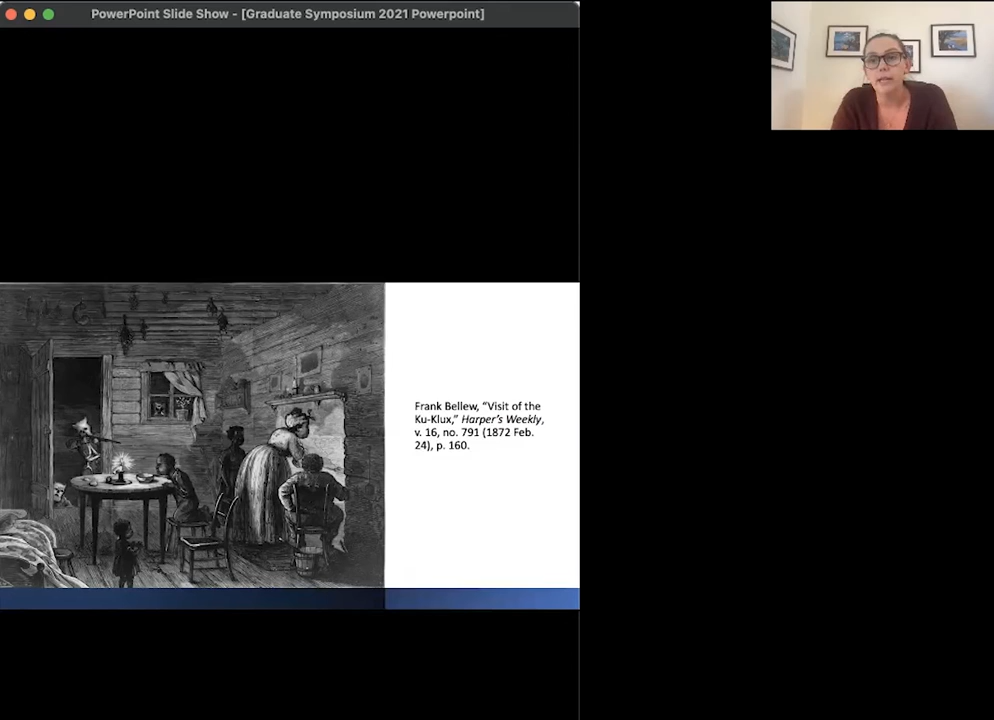 PowerPoint Slide Show - [Graduate Symposium 2021 Powerpoint]
Frank Bellew, “Visit of the
Ku-Klux,” Harper’s Weekly,
v. 16, no. 791 (1872 Feb.
24), p. 160.